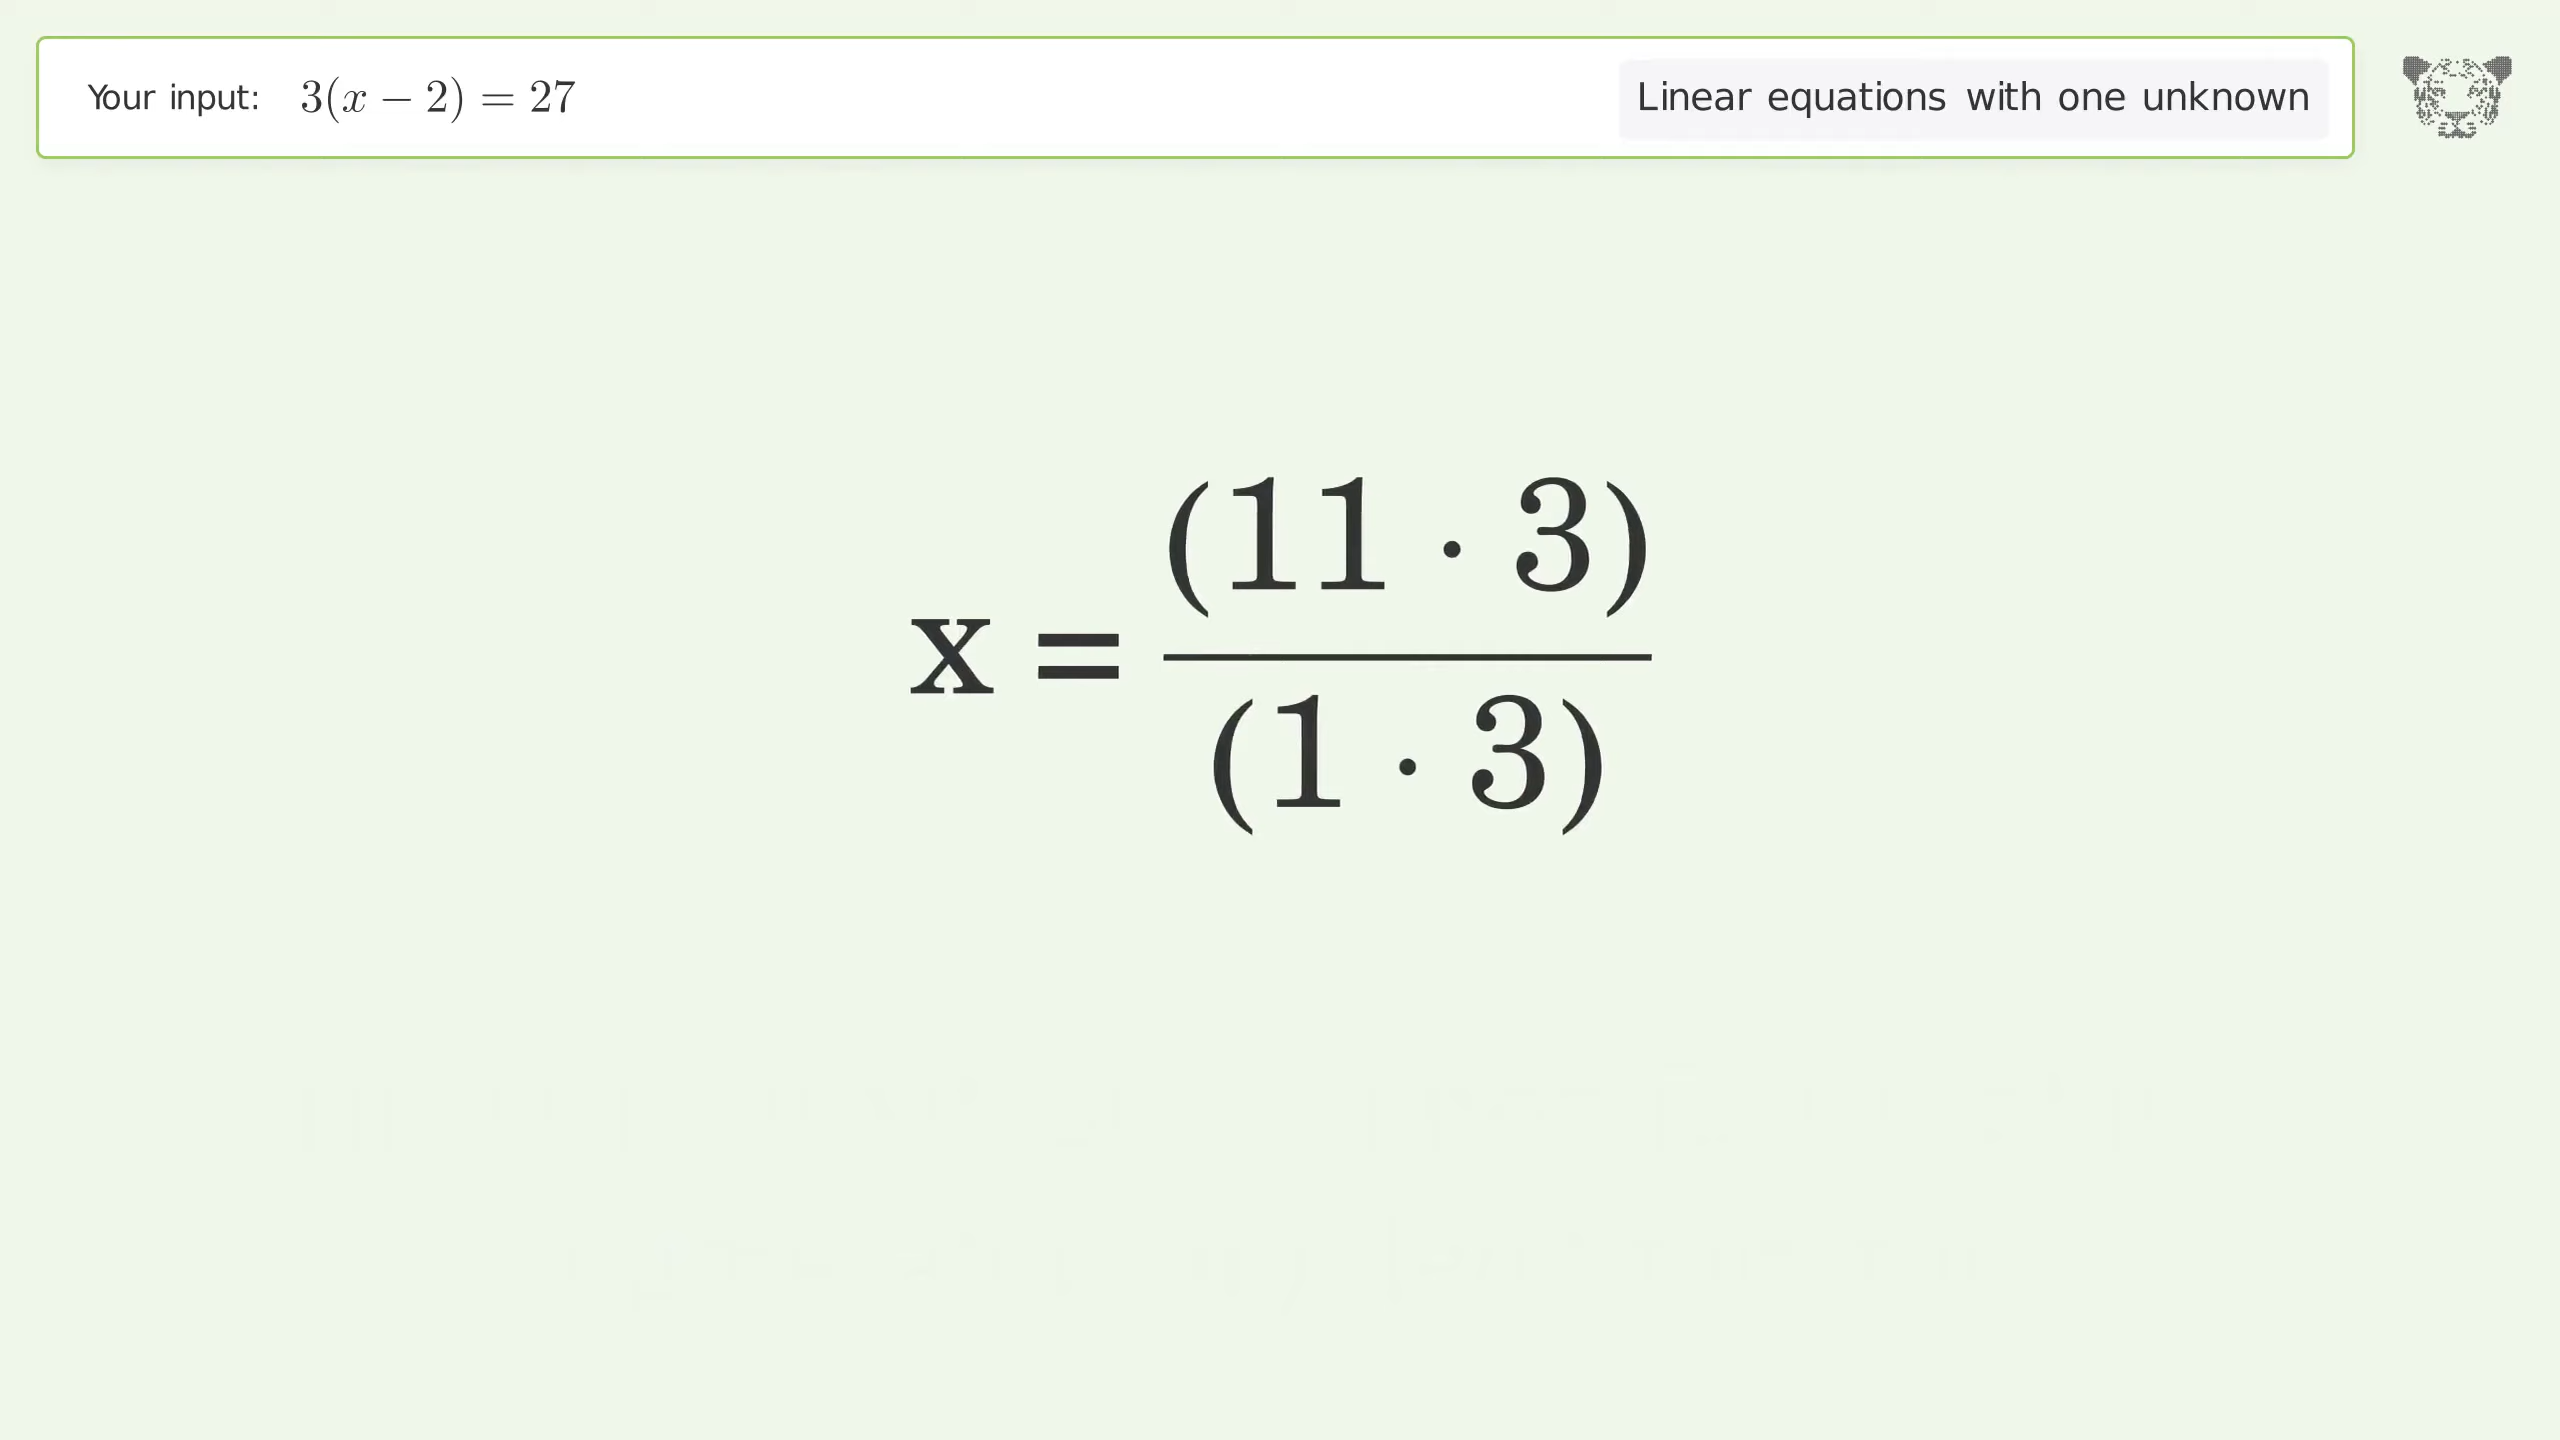 Your input: 3(x − 2) = 27
Linear equations with one unknown
x = (11 · 3)
(1 · 3)